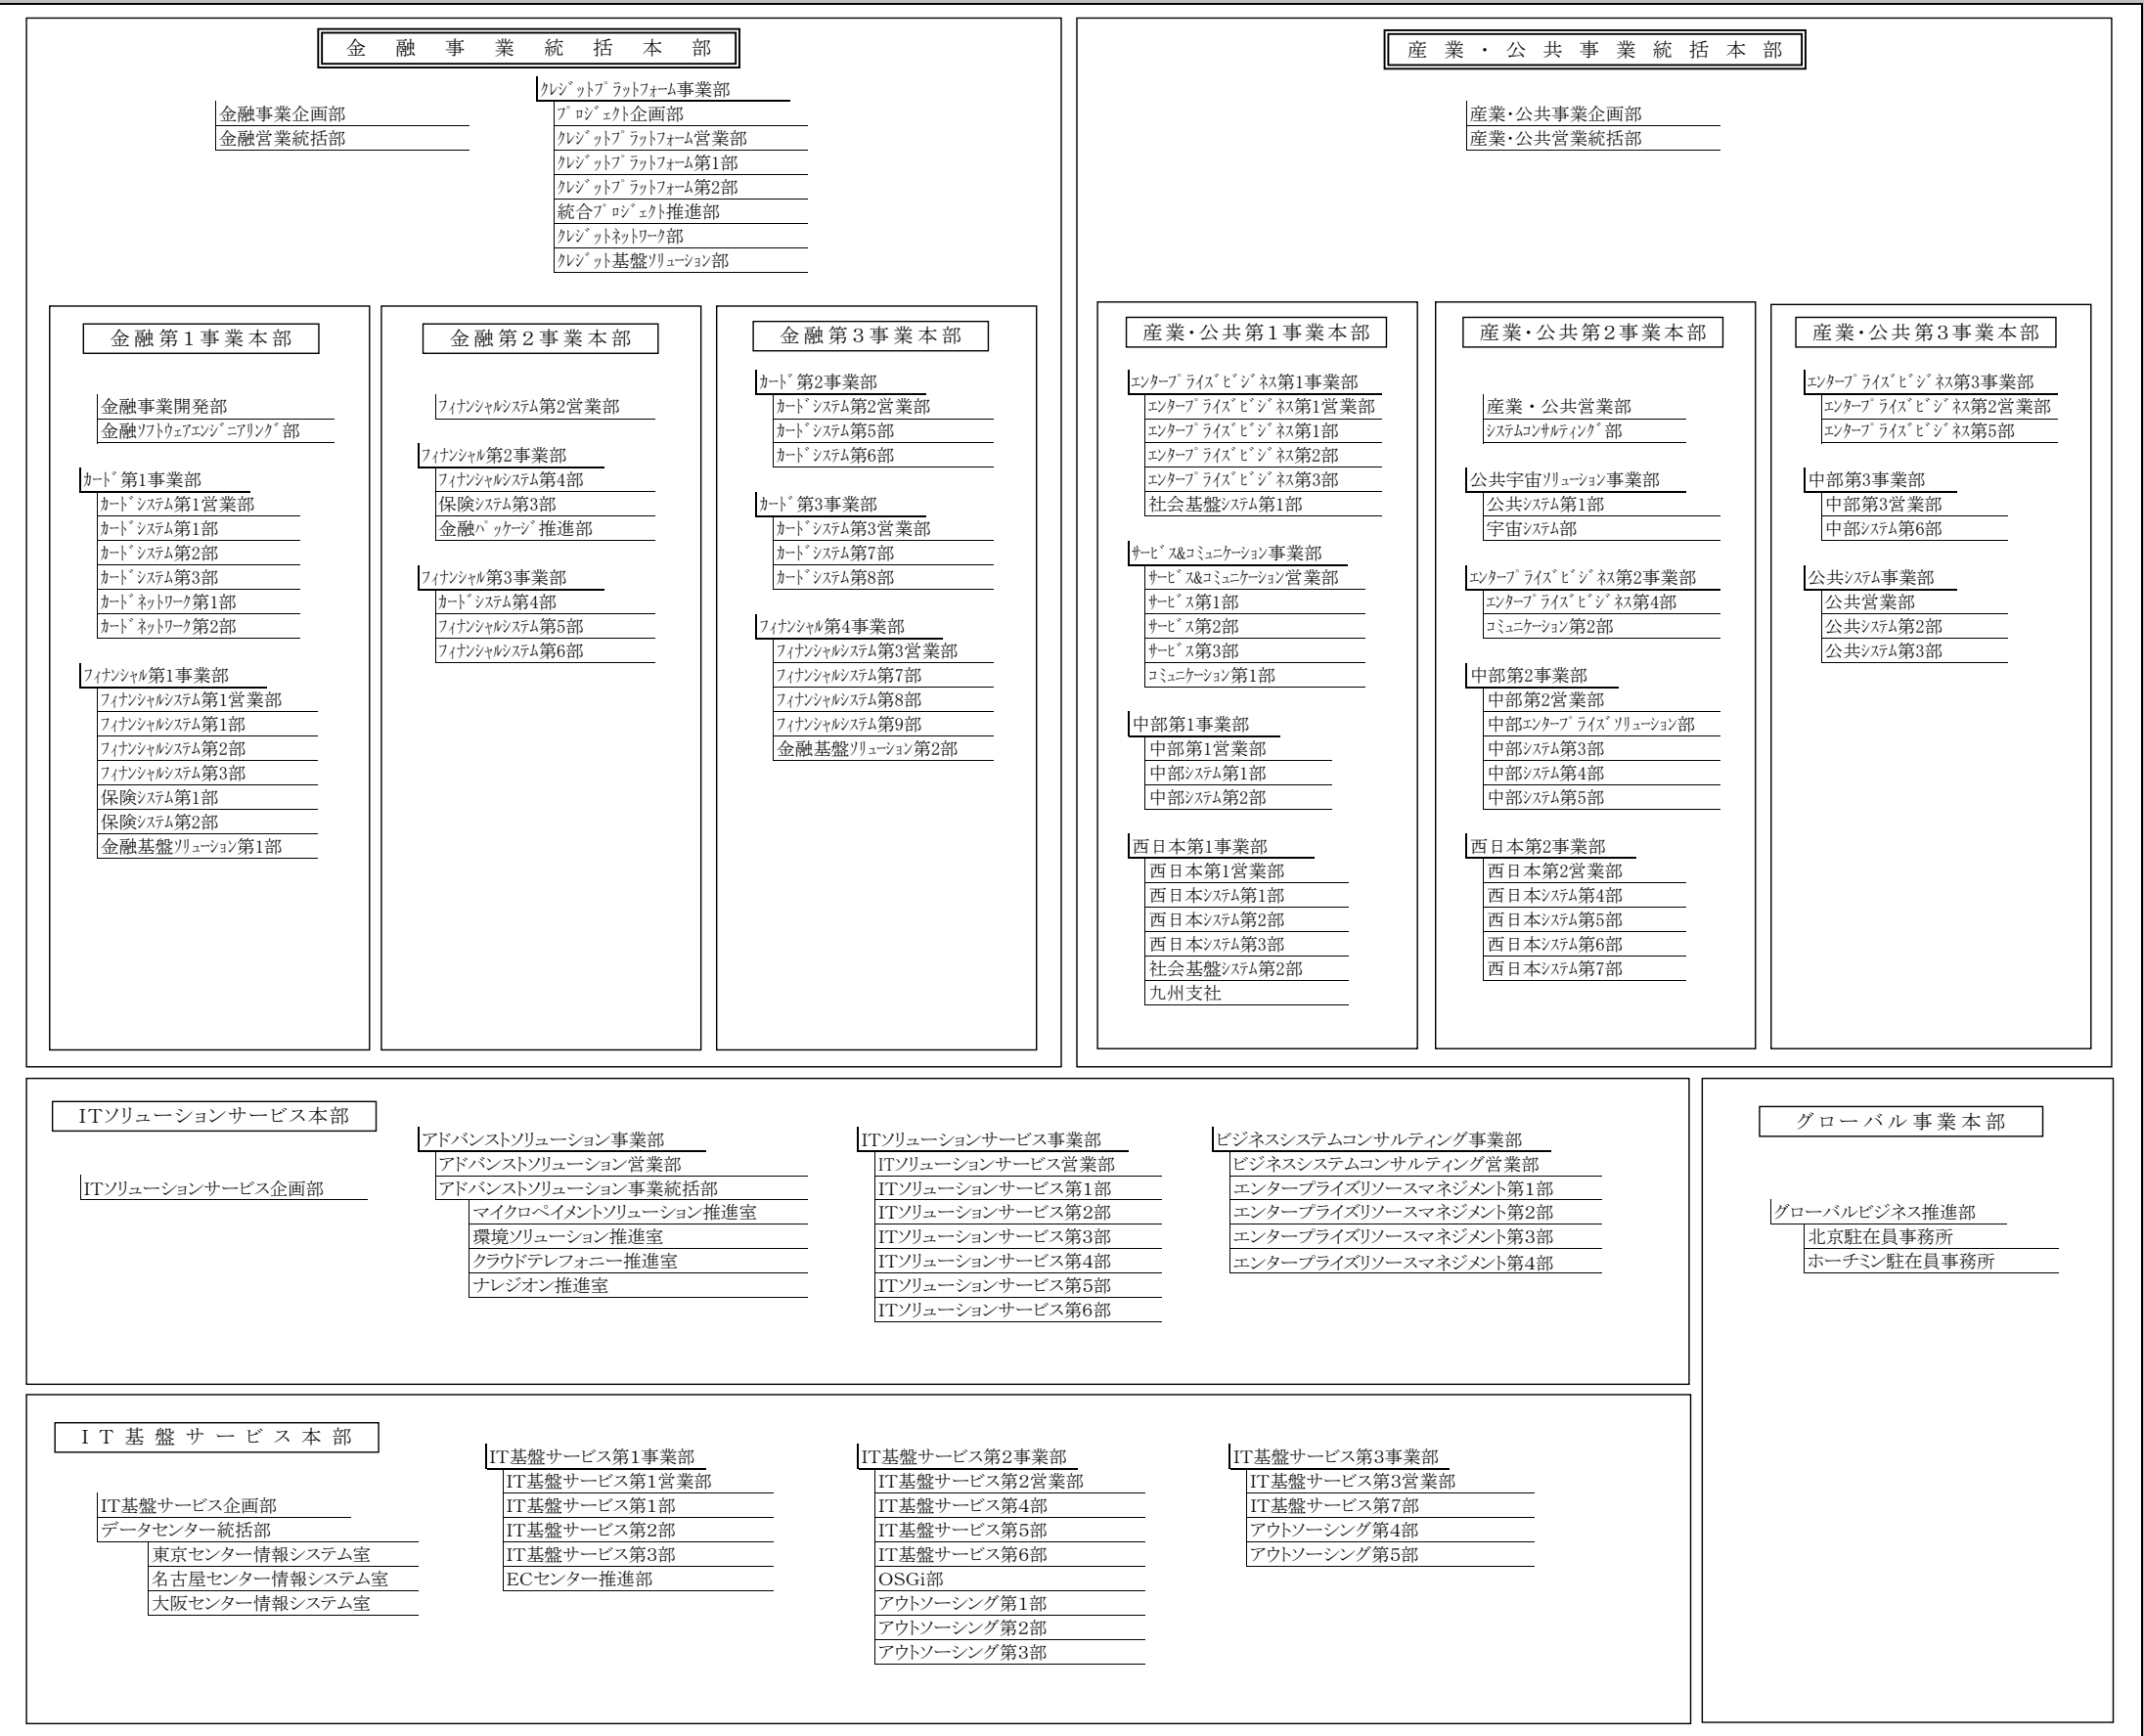 金融事業統括本部
金融事業企画部
金融営業統括部
ｸﾚｼﾞｯﾄﾌﾟﾗｯﾄﾌｫｰﾑ事業部
ﾌﾟﾛｼﾞｪｸﾄ企画部
ｸﾚｼﾞｯﾄﾌﾟﾗｯﾄﾌｫｰﾑ営業部
ｸﾚｼﾞｯﾄﾌﾟﾗｯﾄﾌｫｰﾑ第1部
ｸﾚｼﾞｯﾄﾌﾟﾗｯﾄﾌｫｰﾑ第2部
統合ﾌﾟﾛｼﾞｪｸﾄ推進部
ｸﾚｼﾞｯﾄﾈｯﾄﾜｰｸ部
ｸﾚｼﾞｯﾄ基盤ｿﾘｭｰｼｮﾝ部
金融第１事業本部
金融事業開発部
金融ｿﾌﾄｳｪｱｴﾝｼﾞﾆｱﾘﾝｸﾞ部
ｶｰﾄﾞ第1事業部
ｶｰﾄﾞｼｽﾃﾑ第1営業部
ｶｰﾄﾞｼｽﾃﾑ第1部
ｶｰﾄﾞｼｽﾃﾑ第2部
ｶｰﾄﾞｼｽﾃﾑ第3部
ｶｰﾄﾞﾈｯﾄﾜｰｸ第1部
ｶｰﾄﾞﾈｯﾄﾜｰｸ第2部
ﾌｨﾅﾝｼｬﾙ第1事業部
ﾌｨﾅﾝｼｬﾙｼｽﾃﾑ第1営業部
ﾌｨﾅﾝｼｬﾙｼｽﾃﾑ第1部
ﾌｨﾅﾝｼｬﾙｼｽﾃﾑ第2部
ﾌｨﾅﾝｼｬﾙｼｽﾃﾑ第3部
保険ｼｽﾃﾑ第1部
保険ｼｽﾃﾑ第2部
金融基盤ｿﾘｭｰｼｮﾝ第1部
金融第２事業本部
ﾌｨﾅﾝｼｬﾙｼｽﾃﾑ第2営業部
ﾌｨﾅﾝｼｬﾙ第2事業部
ﾌｨﾅﾝｼｬﾙｼｽﾃﾑ第4部
保険ｼｽﾃﾑ第3部
金融ﾊﾟｯｹｰｼﾞ推進部
ﾌｨﾅﾝｼｬﾙ第3事業部
ｶｰﾄﾞｼｽﾃﾑ第4部
ﾌｨﾅﾝｼｬﾙｼｽﾃﾑ第5部
ﾌｨﾅﾝｼｬﾙｼｽﾃﾑ第6部
金融第３事業本部
ｶｰﾄﾞ第2事業部
ｶｰﾄﾞｼｽﾃﾑ第2営業部
ｶｰﾄﾞｼｽﾃﾑ第5部
ｶｰﾄﾞｼｽﾃﾑ第6部
ｶｰﾄﾞ第3事業部
ｶｰﾄﾞｼｽﾃﾑ第3営業部
ｶｰﾄﾞｼｽﾃﾑ第7部
ｶｰﾄﾞｼｽﾃﾑ第8部
ﾌｨﾅﾝｼｬﾙ第4事業部
ﾌｨﾅﾝｼｬﾙｼｽﾃﾑ第3営業部
ﾌｨﾅﾝｼｬﾙｼｽﾃﾑ第7部
ﾌｨﾅﾝｼｬﾙｼｽﾃﾑ第8部
ﾌｨﾅﾝｼｬﾙｼｽﾃﾑ第9部
金融基盤ｿﾘｭｰｼｮﾝ第2部
産業・公共事業統括本部
産業･公共事業企画部
産業･公共営業統括部
産業･公共第１事業本部
ｴﾝﾀｰﾌﾟﾗｲｽﾞﾋﾞｼﾞﾈｽ第1事業部
ｴﾝﾀｰﾌﾟﾗｲｽﾞﾋﾞｼﾞﾈｽ第1営業部
ｴﾝﾀｰﾌﾟﾗｲｽﾞﾋﾞｼﾞﾈｽ第1部
ｴﾝﾀｰﾌﾟﾗｲｽﾞﾋﾞｼﾞﾈｽ第2部
ｴﾝﾀｰﾌﾟﾗｲｽﾞﾋﾞｼﾞﾈｽ第3部
社会基盤ｼｽﾃﾑ第1部
ｻｰﾋﾞｽ&ｺﾐｭﾆｹｰｼｮﾝ事業部
ｻｰﾋﾞｽ&ｺﾐｭﾆｹｰｼｮﾝ営業部
ｻｰﾋﾞｽ第1部
ｻｰﾋﾞｽ第2部
ｻｰﾋﾞｽ第3部
ｺﾐｭﾆｹｰｼｮﾝ第1部
中部第1事業部
中部第1営業部
中部ｼｽﾃﾑ第1部
中部ｼｽﾃﾑ第2部
西日本第1事業部
西日本第1営業部
西日本ｼｽﾃﾑ第1部
西日本ｼｽﾃﾑ第2部
西日本ｼｽﾃﾑ第3部
社会基盤ｼｽﾃﾑ第2部
九州支社
産業･公共第２事業本部
産業・公共営業部
ｼｽﾃﾑｺﾝｻﾙﾃｨﾝｸﾞ部
公共宇宙ｿﾘｭｰｼｮﾝ事業部
公共ｼｽﾃﾑ第1部
宇宙ｼｽﾃﾑ部
ｴﾝﾀｰﾌﾟﾗｲｽﾞﾋﾞｼﾞﾈｽ第2事業部
ｴﾝﾀｰﾌﾟﾗｲｽﾞﾋﾞｼﾞﾈｽ第4部
ｺﾐｭﾆｹｰｼｮﾝ第2部
中部第2事業部
中部第2営業部
中部ｴﾝﾀｰﾌﾟﾗｲｽﾞｿﾘｭｰｼｮﾝ部
中部ｼｽﾃﾑ第3部
中部ｼｽﾃﾑ第4部
中部ｼｽﾃﾑ第5部
西日本第2事業部
西日本第2営業部
西日本ｼｽﾃﾑ第4部
西日本ｼｽﾃﾑ第5部
西日本ｼｽﾃﾑ第6部
西日本ｼｽﾃﾑ第7部
産業･公共第３事業本部
ｴﾝﾀｰﾌﾟﾗｲｽﾞﾋﾞｼﾞﾈｽ第3事業部
ｴﾝﾀｰﾌﾟﾗｲｽﾞﾋﾞｼﾞﾈｽ第2営業部
ｴﾝﾀｰﾌﾟﾗｲｽﾞﾋﾞｼﾞﾈｽ第5部
中部第3事業部
中部第3営業部
中部ｼｽﾃﾑ第6部
公共ｼｽﾃﾑ事業部
公共営業部
公共ｼｽﾃﾑ第2部
公共ｼｽﾃﾑ第3部
ITソリューションサービス本部
ITソリューションサービス企画部
アドバンストソリューション事業部
アドバンストソリューション営業部
アドバンストソリューション事業統括部
マイクロペイメントソリューション推進室
環境ソリューション推進室
クラウドテレフォニー推進室
ナレジオン推進室
ITソリューションサービス事業部
ITソリューションサービス営業部
ITソリューションサービス第1部
ITソリューションサービス第2部
ITソリューションサービス第3部
ITソリューションサービス第4部
ITソリューションサービス第5部
ITソリューションサービス第6部
ビジネスシステムコンサルティング事業部
ビジネスシステムコンサルティング営業部
エンタープライズリソースマネジメント第1部
エンタープライズリソースマネジメント第2部
エンタープライズリソースマネジメント第3部
エンタープライズリソースマネジメント第4部
グローバル事業本部
グローバルビジネス推進部
北京駐在員事務所
ホーチミン駐在員事務所
ＩＴ基盤サービス本部
IT基盤サービス企画部
データセンター統括部
東京センター情報システム室
名古屋センター情報システム室
大阪センター情報システム室
IT基盤サービス第1事業部
IT基盤サービス第1営業部
IT基盤サービス第1部
IT基盤サービス第2部
IT基盤サービス第3部
ECセンター推進部
IT基盤サービス第2事業部
IT基盤サービス第2営業部
IT基盤サービス第4部
IT基盤サービス第5部
IT基盤サービス第6部
OSGi部
アウトソーシング第1部
アウトソーシング第2部
アウトソーシング第3部
IT基盤サービス第3事業部
IT基盤サービス第3営業部
IT基盤サービス第7部
アウトソーシング第4部
アウトソーシング第5部